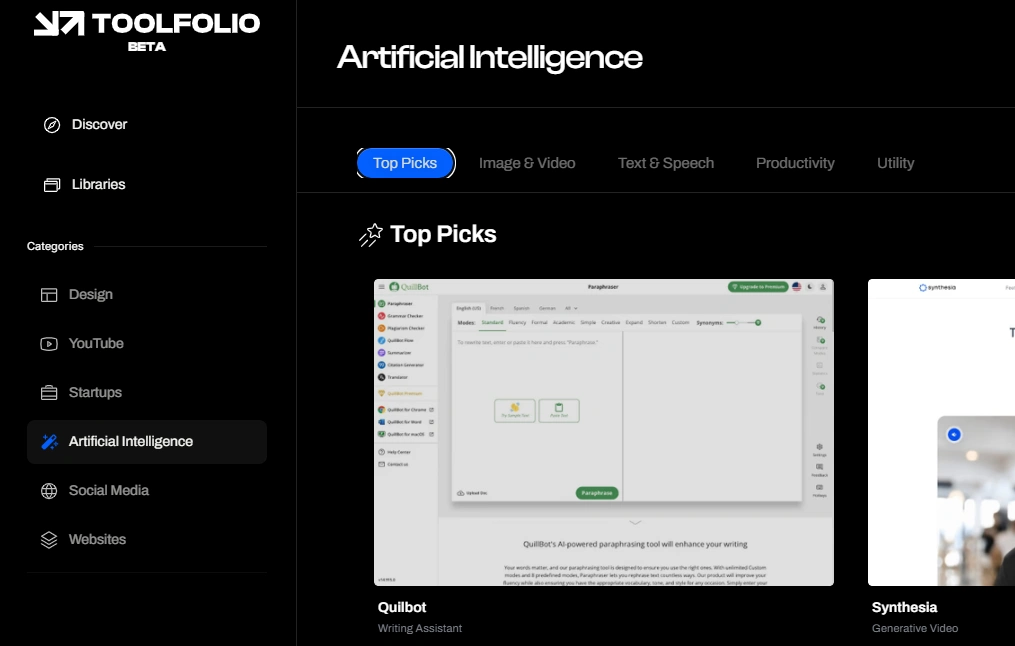 TOOLFOLIO
BETA
Discover
Libraries
Categories
Design
YouTube
Startups
Artificial Intelligence
Social Media
Websites
Artificial Intelligence
Top Picks Image & Video Text & Speech Productivity Utility
Top Picks
QuillBot
Paraphraser
Upgrade to Premium
Paraphraser
Grammar Checker
Plagiarism Checker
QuillBot Flow
Summarizer
Citation Generator
Translator
QuillBot Premium
QuillBot for Chrome
QuillBot for Word
QuillBot for macOS
Help Center
Contact us
English (US) French Spanish German All
Modes: Standard Fluency Formal Academic Simple Creative Expand Shorten Custom Synonyms:
To rewrite text, enter or paste it here and press "Paraphrase."
Try Sample Text Paste Text
Upload Doc Paraphrase
History
Settings
Feedback
Hotkeys
QuillBot's AI-powered paraphrasing tool will enhance your writing
Your words matter, and our paraphrasing tool is designed to ensure you use the right ones. With unlimited Custom
modes and 8 predefined modes, Paraphraser lets you rephrase text countless ways. Our product will improve your
fluency while also ensuring you have the appropriate vocabulary, tone, and style for any occasion. Simply enter your
synthesia
Quilbot
Writing Assistant
Synthesia
Generative Video